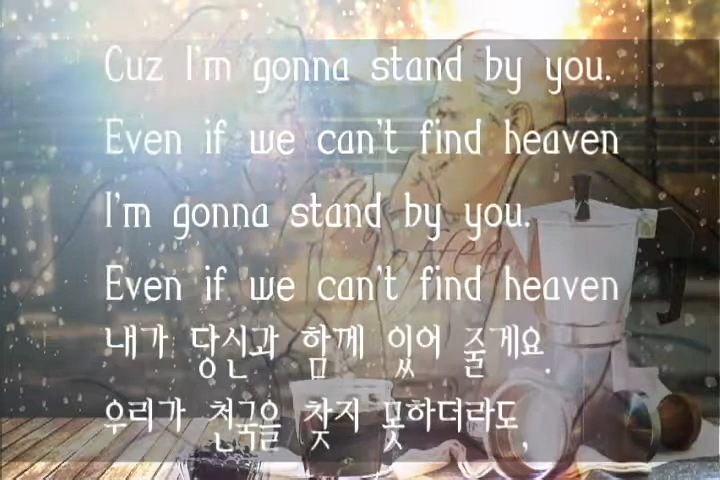 Cuz I'm gonna stand by you.
Even if we can't find heaven
I'm gonna stand by you.
Even if we can't find heaven
내가 당신과 함께 있어 줄게요.
우리가 천국을 찾지 못하더라도,
Coffee